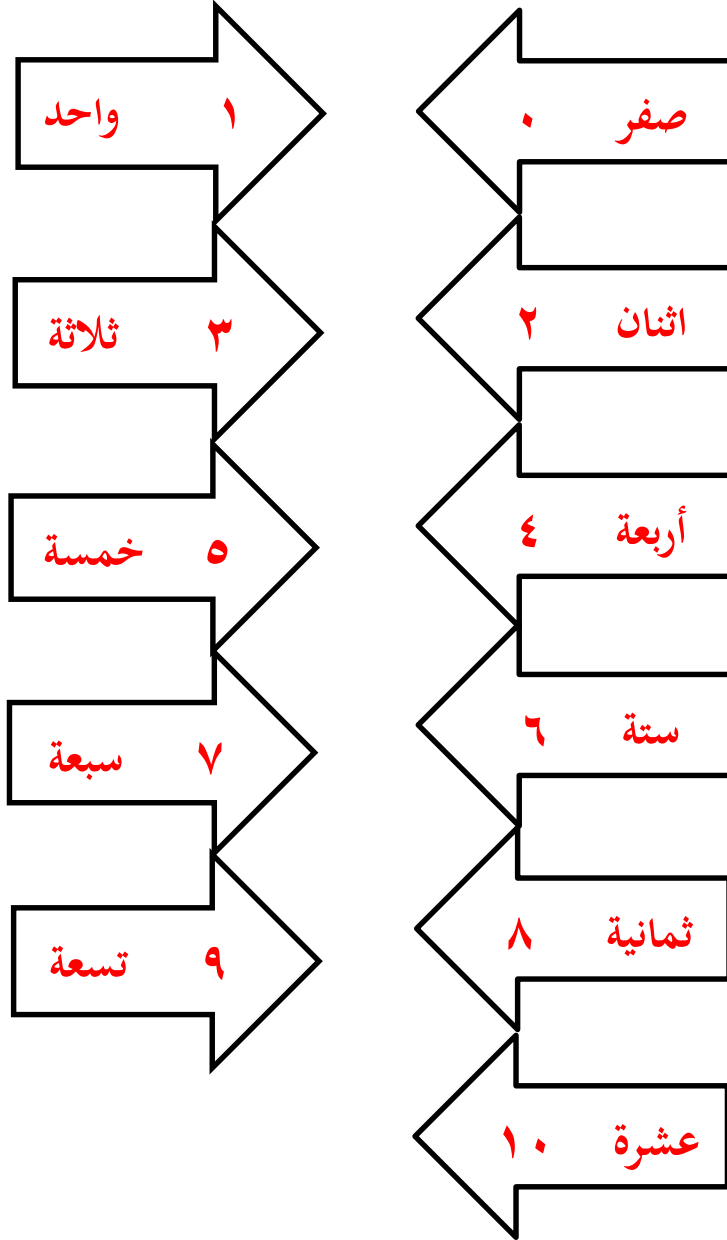 صفر ٠
١ واحد
اثنان ٢
٣ ثلاثة
أربعة ٤
٥ خمسة
ستة ٦
٧ سبعة
ثمانية ٨
٩ تسعة
عشرة ١٠